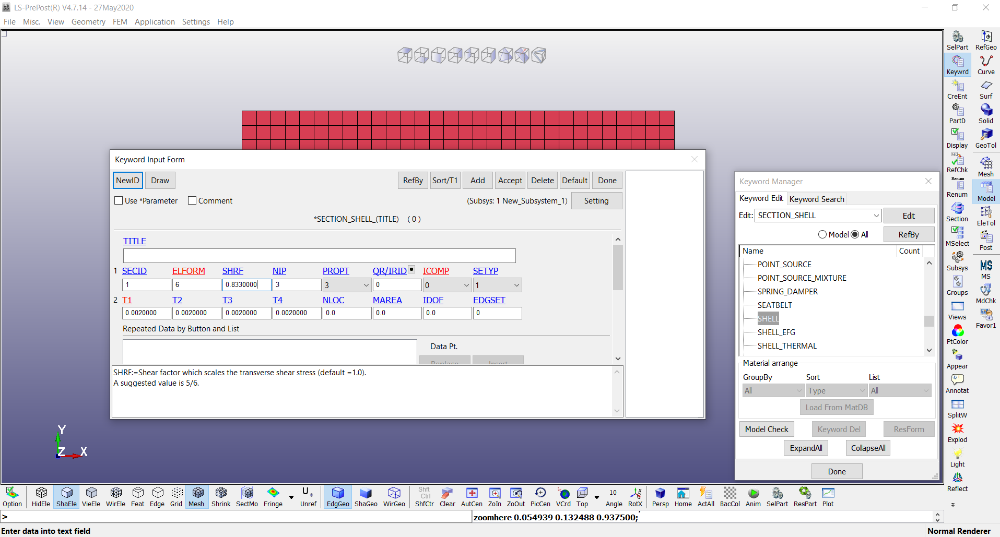 LS-PrePost(R) V4.7.14 - 27May2020
File Misc. View Geometry FEM Application Settings Help
SelPart RefGeo
Keywrd Curve
CreEnt Surf
PartD Solid
Display GeoTol
RefChk Mesh
Renum
Renum Model
Section EleTol
MSelect Post
Subsys MS
MS
Groups MdChk
Views Favor1
PtColor
Appear
Annotat
SplitW
Explod
Light
Reflect
Keyword Input Form
NewID Draw RefBy Sort/T1 Add Accept Delete Default Done
Use *Parameter Comment (Subsys: 1 New_Subsystem_1) Setting
*SECTION_SHELL_(TITLE) ( 0 )
TITLE
1 SECID ELFORM SHRF NIP PROPT QR/IRID ICOMP SETYP
1 6 0.8330000 3 3 0 0 1
2 T1 T2 T3 T4 NLOC MAREA IDOF EDGSET
0.0020000 0.0020000 0.0020000 0.0020000 0.0 0.0 0.0 0
Repeated Data by Button and List
Data Pt.
Replace Insert
SHRF:=Shear factor which scales the transverse shear stress (default =1.0).
A suggested value is 5/6.
Keyword Manager
Keyword Edit Keyword Search
Edit: SECTION_SHELL Edit
Model All RefBy
Name Count
POINT_SOURCE
POINT_SOURCE_MIXTURE
SPRING_DAMPER
SEATBELT
SHELL
SHELL_EFG
SHELL_THERMAL
Material arrange
GroupBy Sort List
All Type All
Load From MatDB
Model Check Keyword Del ResForm
ExpandAll CollapseAll
Done
Y
Z X
Option HidEle ShaEle VieEle WirEle Feat Edge Grid Mesh Shrink SectMo Fringe Unref EdgGeo ShaGeo WirGeo Shft Ctrl ShfCtr Clear AutCen ZoIn ZoOut PicCen VCrd Top 10 Angle RotX Persp Home ActAll BacCol Anim SelPart ResPart Plot
> zoomhere 0.054939 0.132488 0.937500;
Enter data into text field Normal Renderer